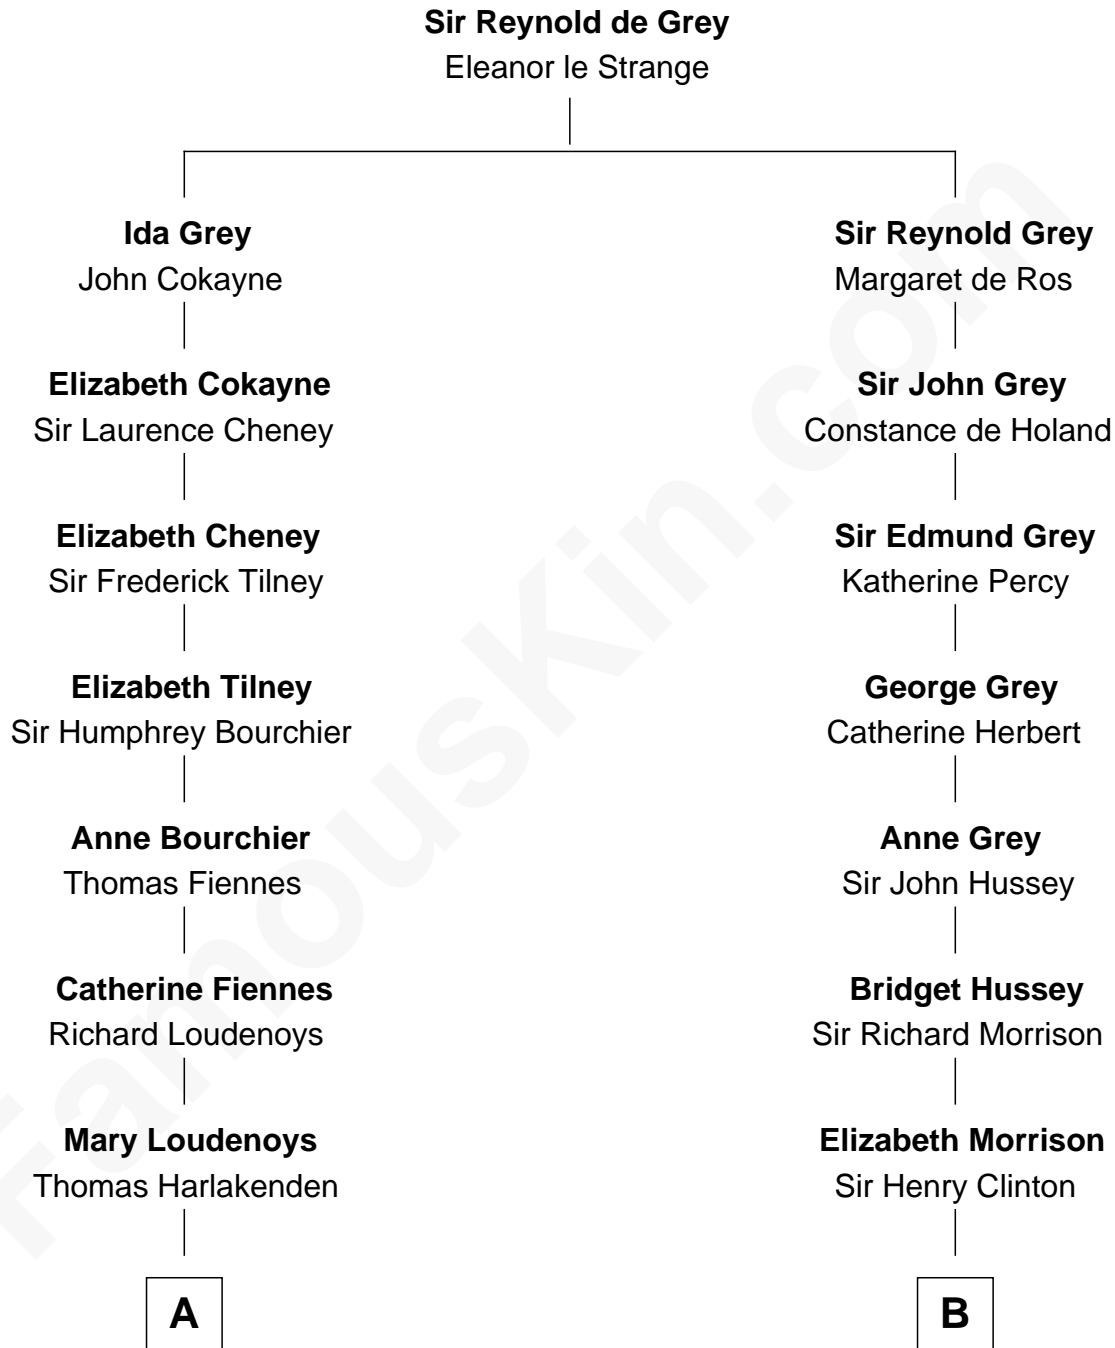 Sir Reynold de Grey
Eleanor le Strange
Ida Grey
John Cokayne
Sir Reynold Grey
Margaret de Ros
Elizabeth Cokayne
Sir Laurence Cheney
Sir John Grey
Constance de Holand
Elizabeth Cheney
Sir Frederick Tilney
Sir Edmund Grey
Katherine Percy
Elizabeth Tilney
Sir Humphrey Bourchier
George Grey
Catherine Herbert
Anne Bourchier
Thomas Fiennes
Anne Grey
Sir John Hussey
Catherine Fiennes
Richard Loudenoys
Bridget Hussey
Sir Richard Morrison
Mary Loudenoys
Thomas Harlakenden
Elizabeth Morrison
Sir Henry Clinton
A
B
FamousKin.com